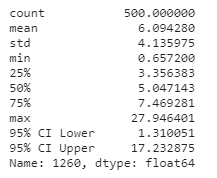 count 500.000000
mean 6.094280
std 4.135975
min 0.657200
25% 3.356383
50% 5.047143
75% 7.469281
max 27.946401
95% CI Lower 1.310051
95% CI Upper 17.232875
Name: 1260, dtype: float64